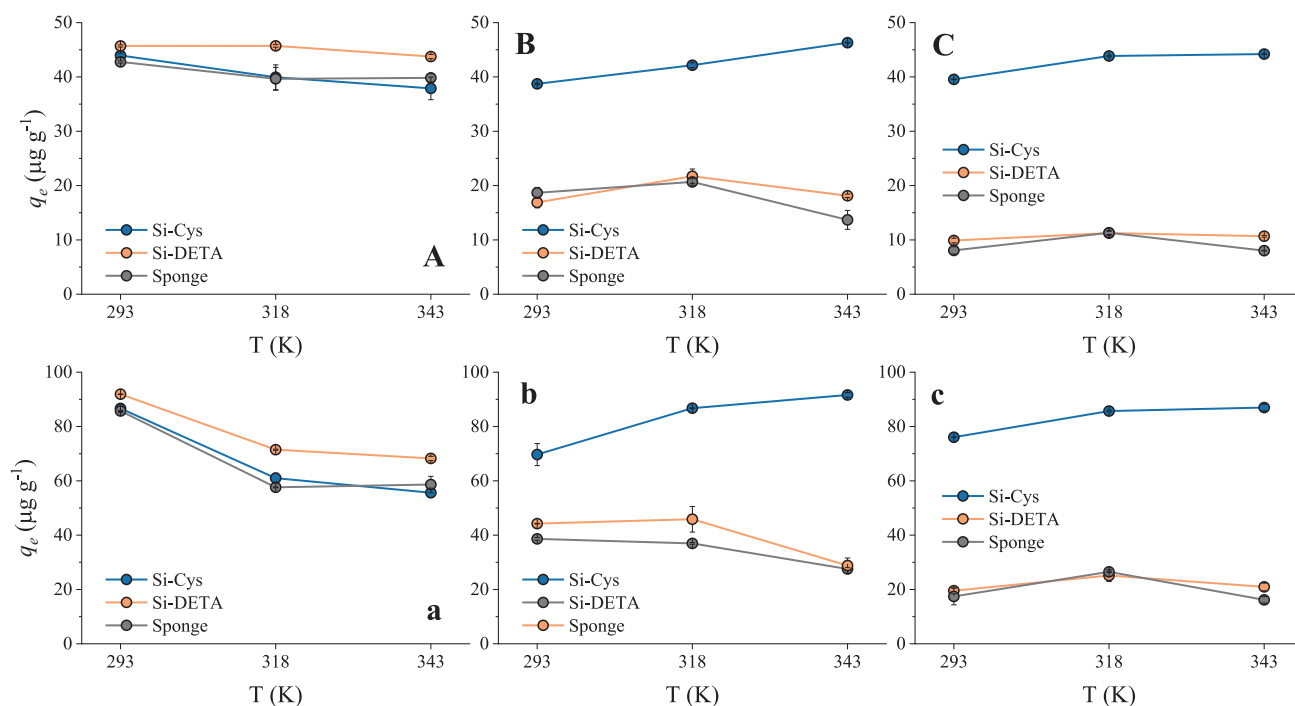 50
40
30
20
10
0
qe (µg g-1)
Si-Cys
Si-DETA
Sponge
A
293
318
343
T (K)
50
40
30
20
10
0
B
Si-Cys
Si-DETA
Sponge
293
318
343
T (K)
50
40
30
20
10
0
C
Si-Cys
Si-DETA
Sponge
293
318
343
T (K)
100
80
60
40
20
0
qe (µg g-1)
Si-Cys
Si-DETA
Sponge
a
293
318
343
T (K)
100
80
60
40
20
0
b
Si-Cys
Si-DETA
Sponge
293
318
343
T (K)
100
80
60
40
20
0
c
Si-Cys
Si-DETA
Sponge
293
318
343
T (K)